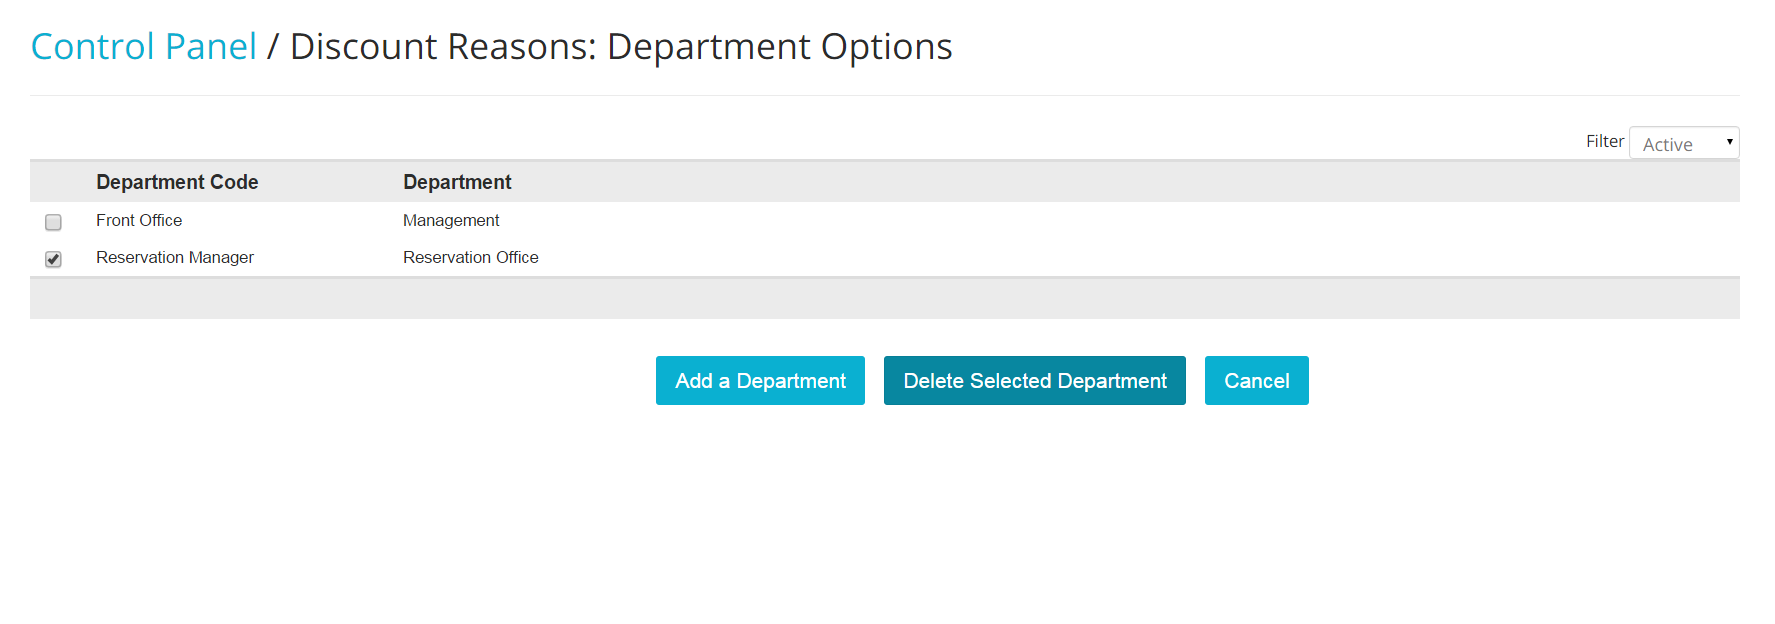 Control Panel / Discount Reasons: Department Options
Filter Active
Department Code Department
Front Office Management
Reservation Manager Reservation Office
Add a Department Delete Selected Department Cancel